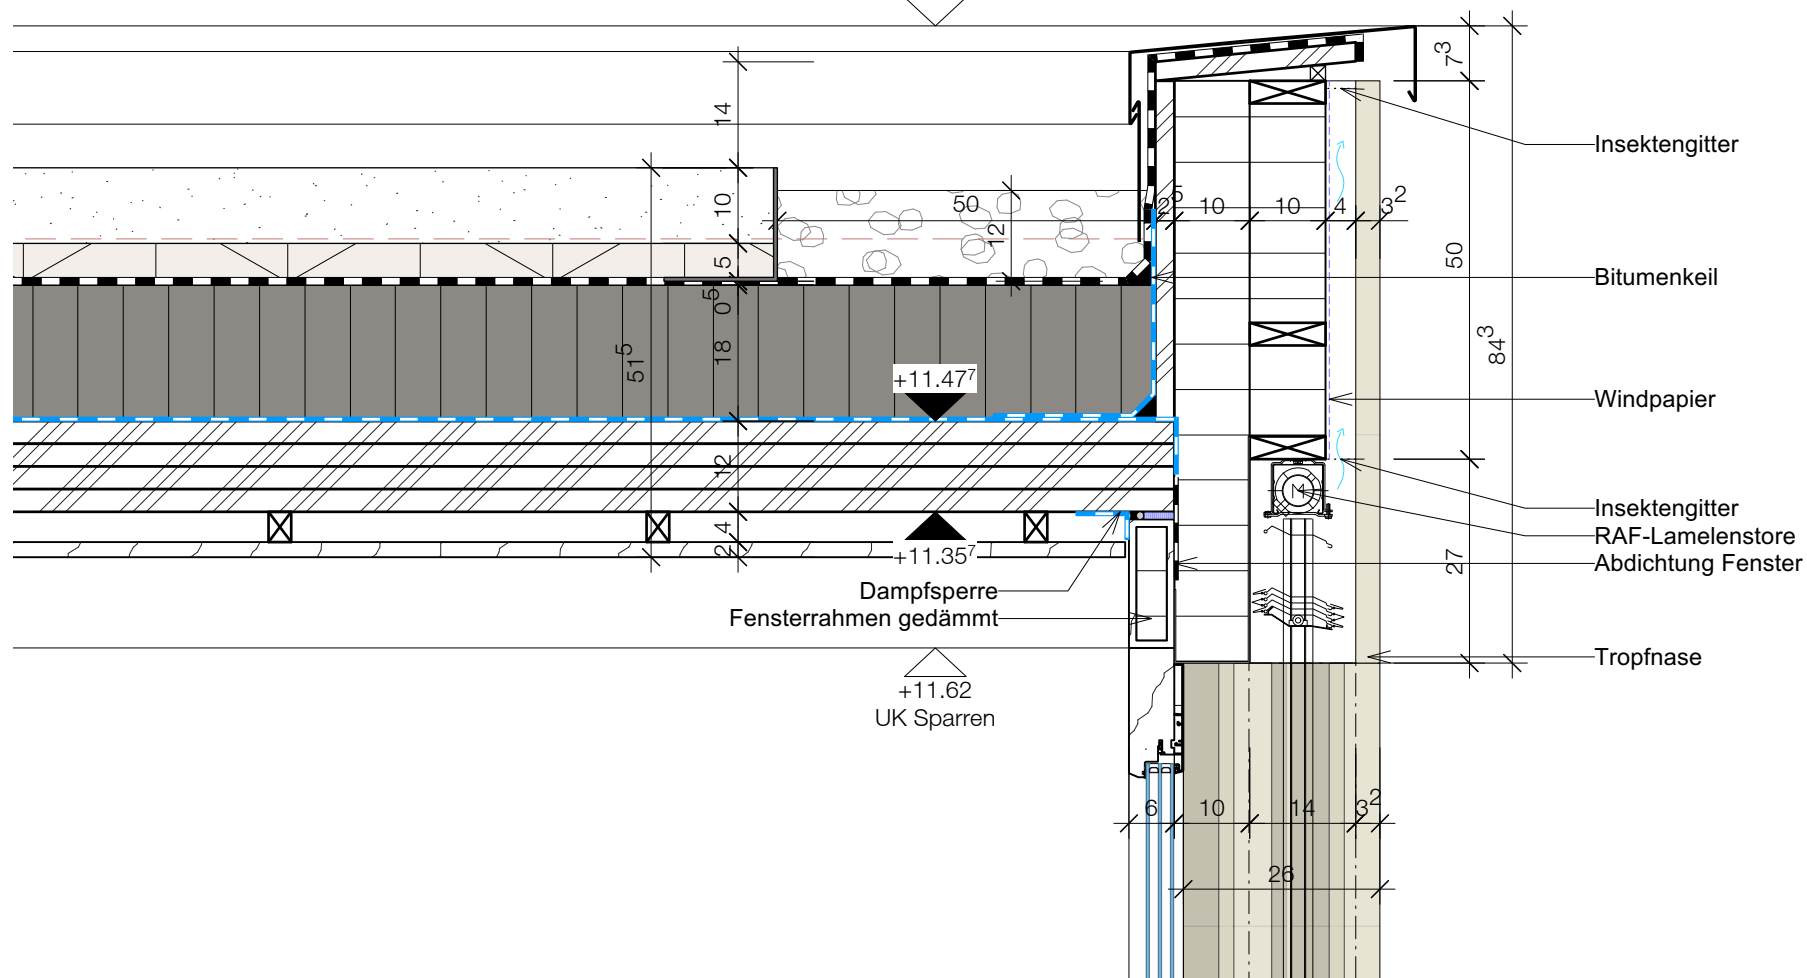 7³
14
Insektengitter
10
50
12
2⁵
10
10
4
3²
50
5
Bitumenkeil
0⁵
18
51⁵
84³
+11.47⁷
Windpapier
12
4
2
+11.35⁷
M
Insektengitter
RAF-Lamelenstore
Abdichtung Fenster
27
Dampfsperre
Fensterrahmen gedämmt
Tropfnase
+11.62
UK Sparren
6
10
14
3²
26